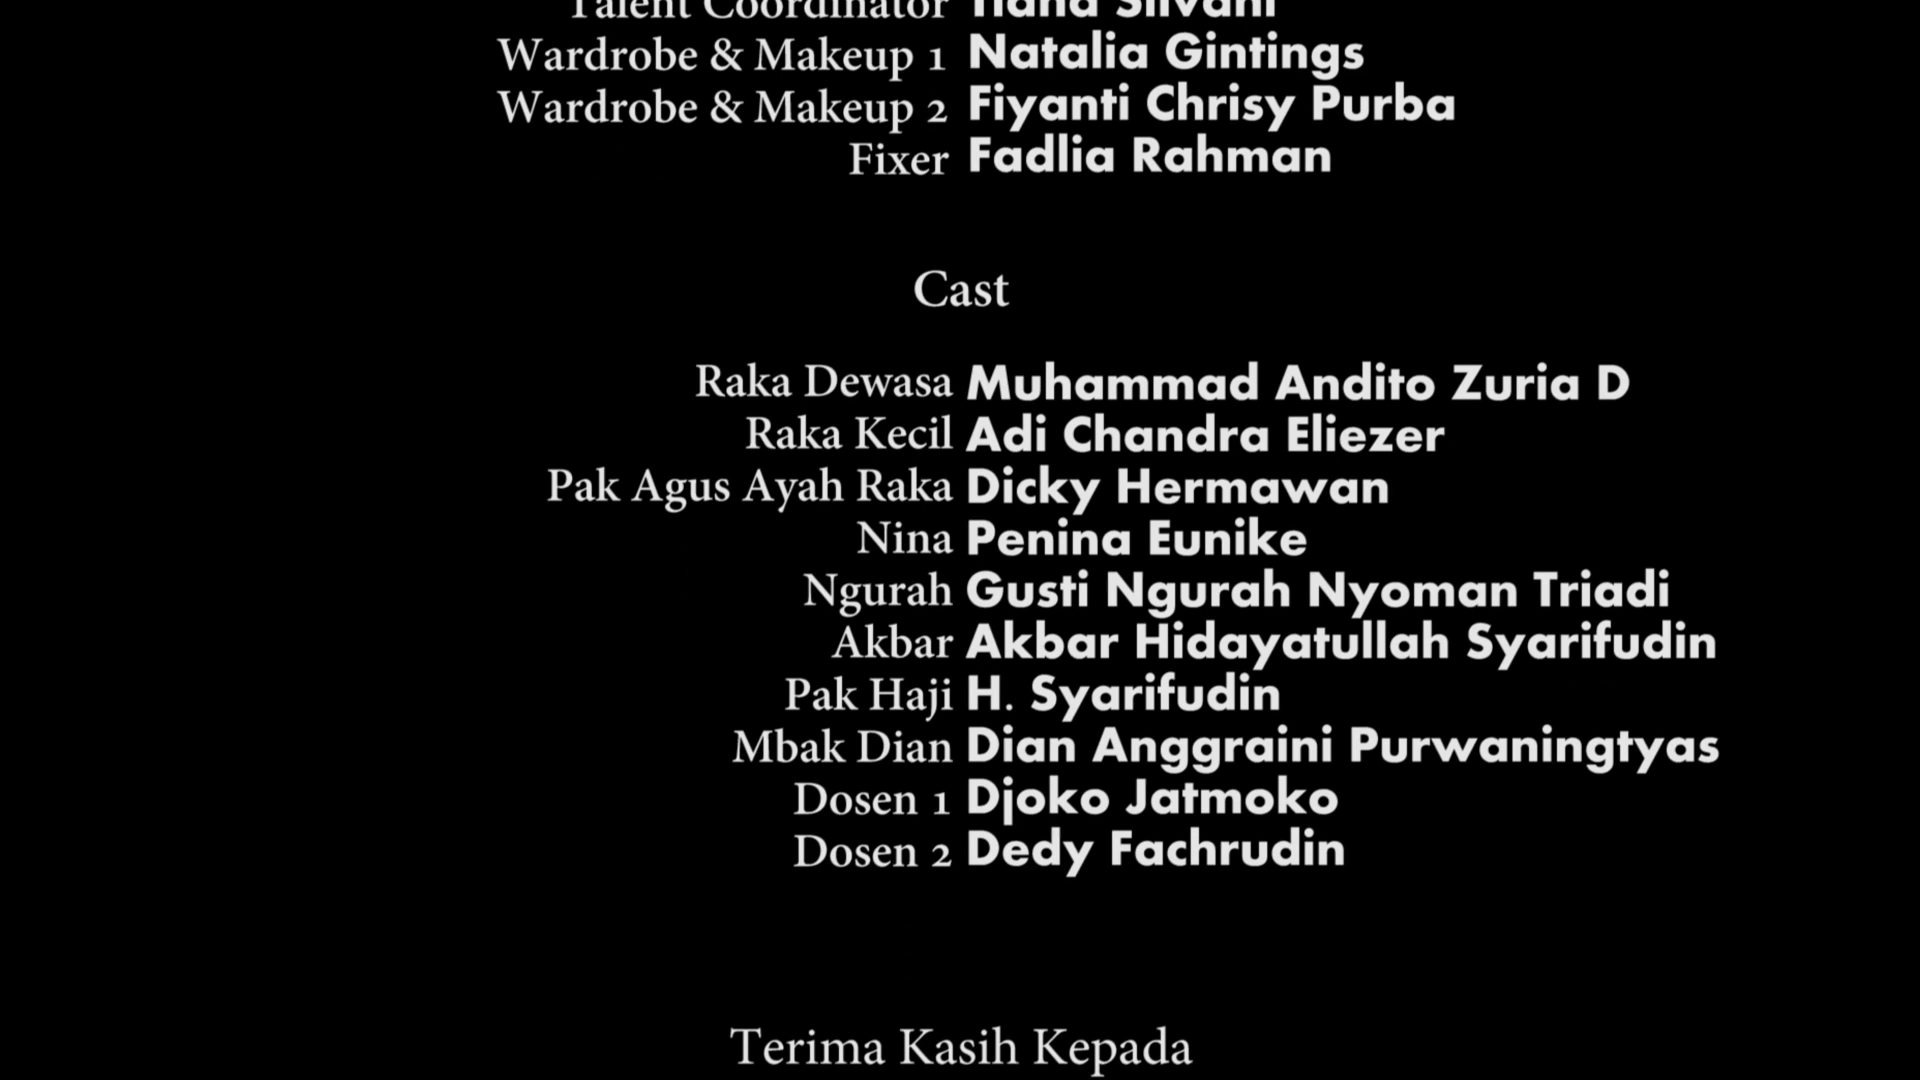 Talent Coordinator Silvani
Wardrobe & Makeup 1 Natalia Gintings
Wardrobe & Makeup 2 Fiyanti Chrisy Purba
Fixer Fadlia Rahman
Cast
Raka Dewasa Muhammad Andito Zuria D
Raka Kecil Adi Chandra Eliezer
Pak Agus Ayah Raka Dicky Hermawan
Nina Penina Eunike
Ngurah Gusti Ngurah Nyoman Triadi
Akbar Akbar Hidayatullah Syarifudin
Pak Haji H. Syarifudin
Mbak Dian Dian Anggraini Purwaningtyas
Dosen 1 Djoko Jatmoko
Dosen 2 Dedy Fachrudin
Terima Kasih Kepada